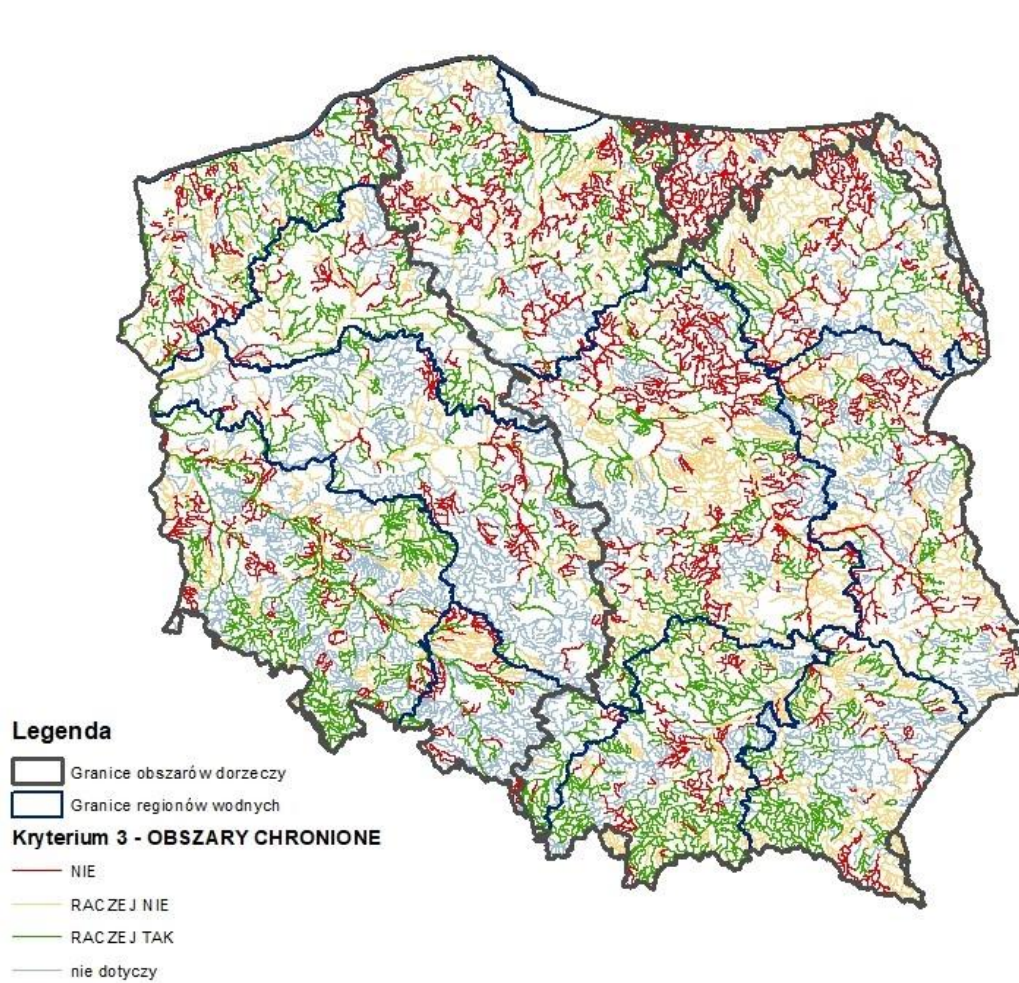 Legenda
Granice obszarów dorzeczy
Granice regionów wodnych
Kryterium 3 - OBSZARY CHRONIONE
NIE
RACZEJ NIE
RACZEJ TAK
nie dotyczy